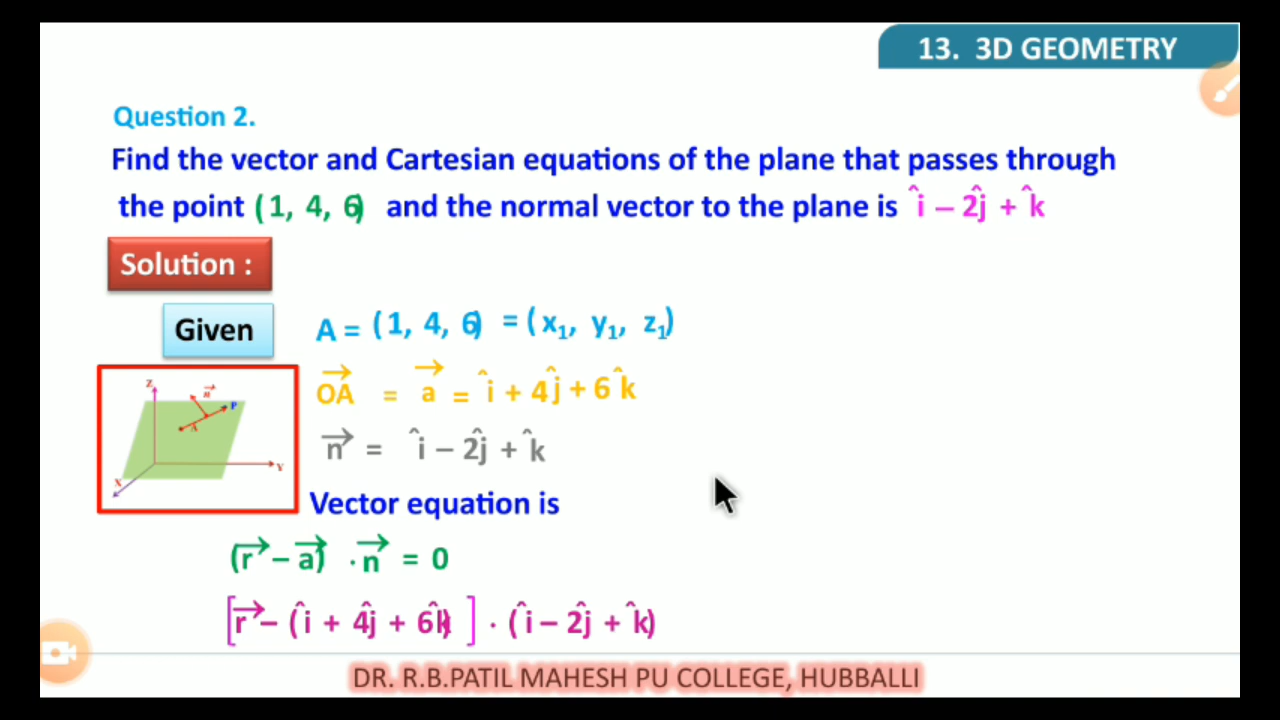 13. 3D GEOMETRY
Question 2.
Find the vector and Cartesian equations of the plane that passes through
the point (1, 4, 6) and the normal vector to the plane is î – 2ĵ + k̂
Solution :
Given
A = (1, 4, 6) = (x₁, y₁, z₁)
OA⃗ = a⃗ = î + 4ĵ + 6k̂
n⃗ = î – 2ĵ + k̂
Z
n⃗
P
A
Y
X
Vector equation is
(r⃗ – a⃗) · n⃗ = 0
[r⃗ – (î + 4ĵ + 6k̂)] · (î – 2ĵ + k̂)
DR. R.B.PATIL MAHESH PU COLLEGE, HUBBALLI